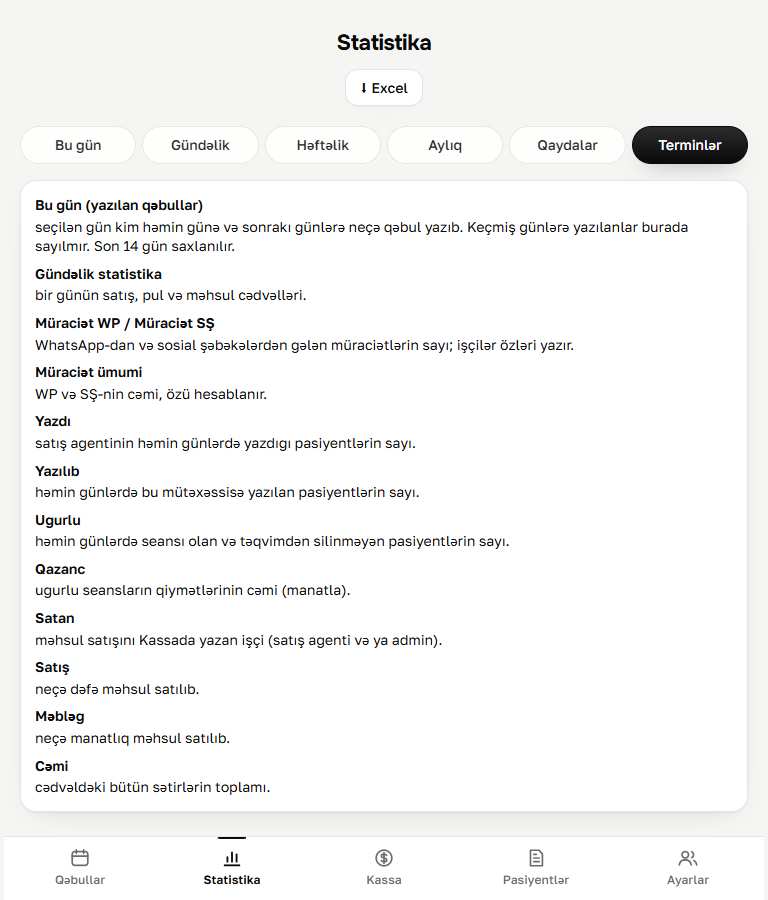 Statistika
⬇ Excel
Bu gün
Gündəlik
Həftəlik
Aylıq
Qaydalar
Terminlər
Bu gün (yazılan qəbullar)
seçilən gün kim həmin günə və sonrakı günlərə neçə qəbul yazıb. Keçmiş günlərə yazılanlar burada
sayılmır. Son 14 gün saxlanılır.
Gündəlik statistika
bir günün satış, pul və məhsul cədvəlləri.
Müraciət WP / Müraciət SŞ
WhatsApp-dan və sosial şəbəkələrdən gələn müraciətlərin sayı; işçilər özləri yazır.
Müraciət ümumi
WP və SŞ-nin cəmi, özü hesablanır.
Yazdı
satış agentinin həmin günlərdə yazdıgı pasiyentlərin sayı.
Yazılıb
həmin günlərdə bu mütəxəssisə yazılan pasiyentlərin sayı.
Ugurlu
həmin günlərdə seansı olan və təqvimdən silinməyən pasiyentlərin sayı.
Qazanc
ugurlu seansların qiymətlərinin cəmi (manatla).
Satan
məhsul satışını Kassada yazan işçi (satış agenti və ya admin).
Satış
neçə dəfə məhsul satılıb.
Məbləg
neçə manatlıq məhsul satılıb.
Cəmi
cədvəldəki bütün sətirlərin toplamı.
Qəbullar
Statistika
Kassa
Pasiyentlər
Ayarlar